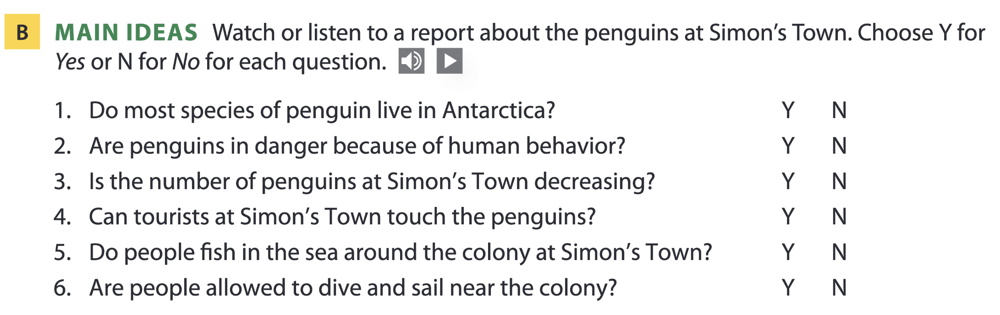 B MAIN IDEAS Watch or listen to a report about the penguins at Simon’s Town. Choose Y for
Yes or N for No for each question.
1. Do most species of penguin live in Antarctica? Y N
2. Are penguins in danger because of human behavior? Y N
3. Is the number of penguins at Simon’s Town decreasing? Y N
4. Can tourists at Simon’s Town touch the penguins? Y N
5. Do people fish in the sea around the colony at Simon’s Town? Y N
6. Are people allowed to dive and sail near the colony? Y N